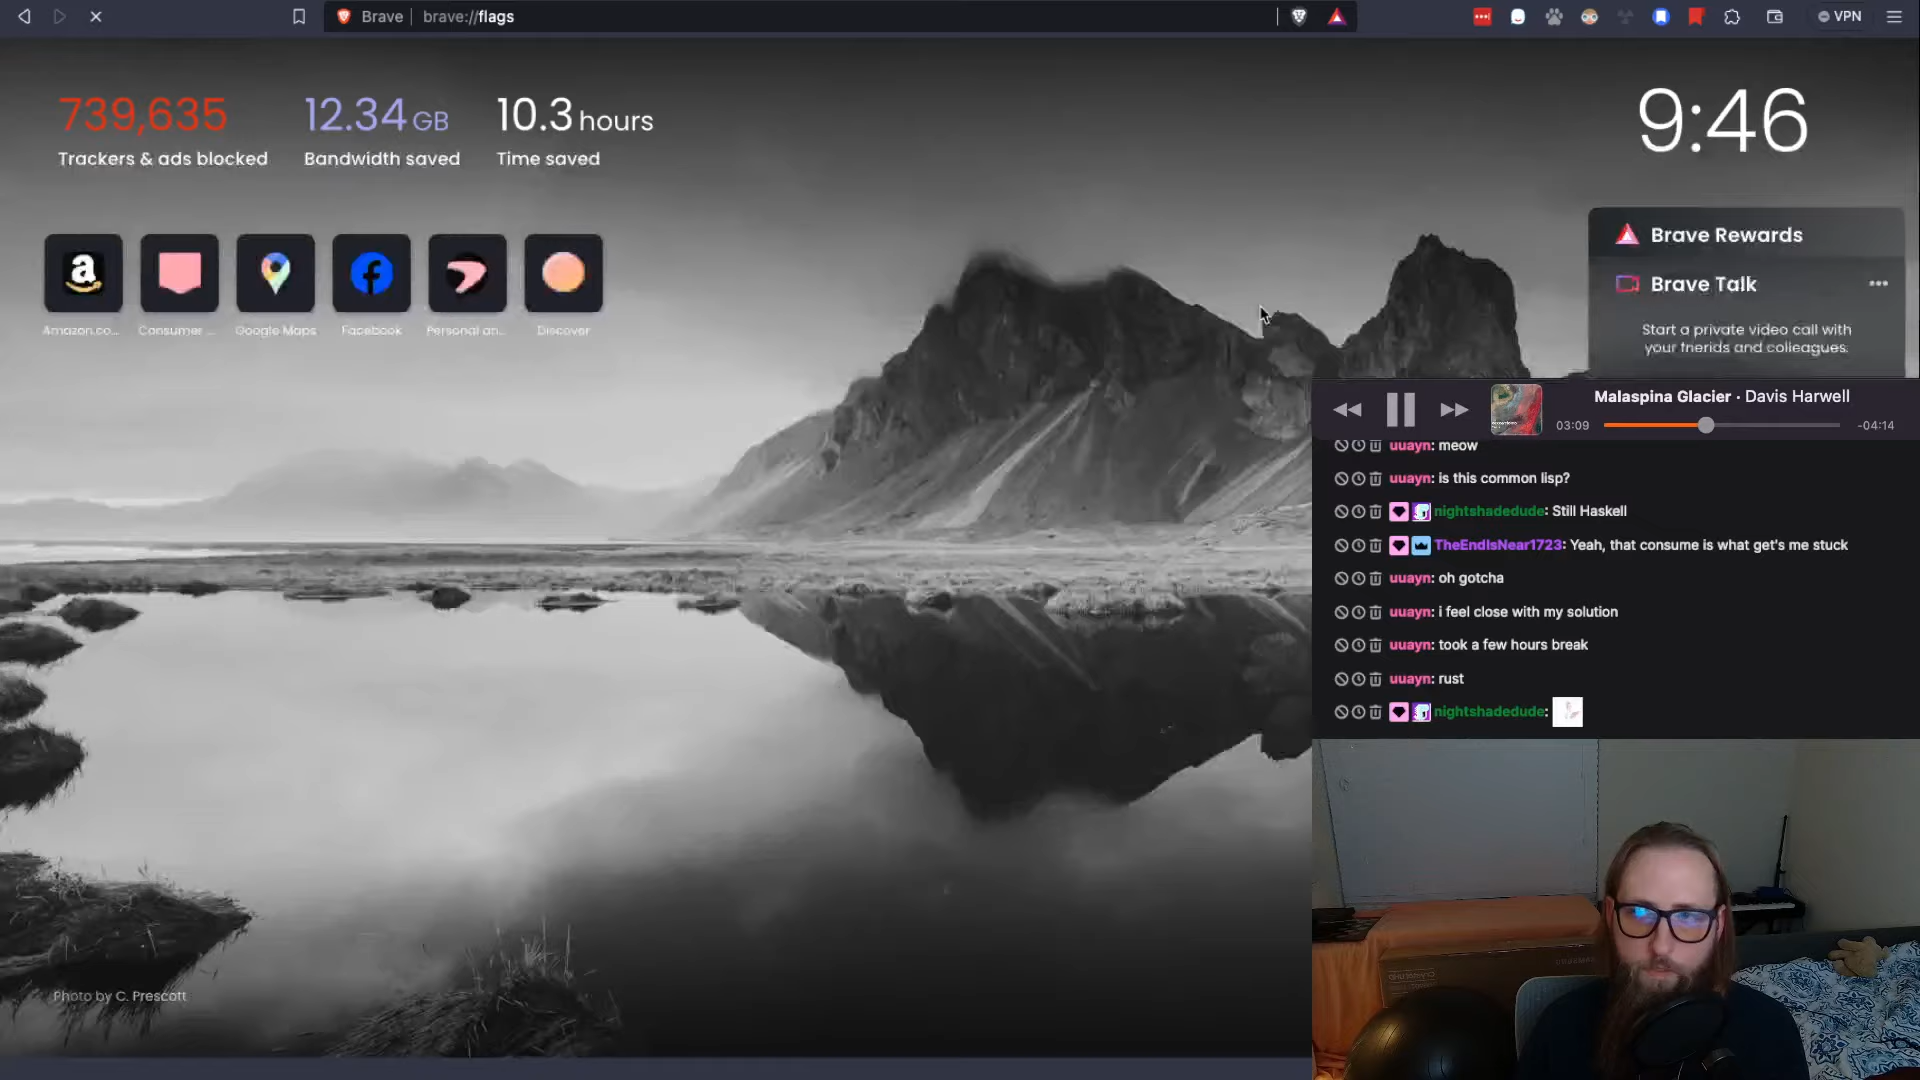 Brave
brave://flags
VPN
739,635
Trackers & ads blocked
12.34 GB
Bandwidth saved
10.3 hours
Time saved
9:46
Amazon.co...
Consumer ...
Google Maps
Facebook
Personal an...
Discover
Brave Rewards
Brave Talk
Start a private video call with
your friends and colleagues.
Malaspina Glacier · Davis Harwell
03:09
-04:14
uuayn: meow
uuayn: is this common lisp?
nightshadedude: Still Haskell
TheEndIsNear1723: Yeah, that consume is what get's me stuck
uuayn: oh gotcha
uuayn: i feel close with my solution
uuayn: took a few hours break
uuayn: rust
nightshadedude:
Photo by C. Prescott